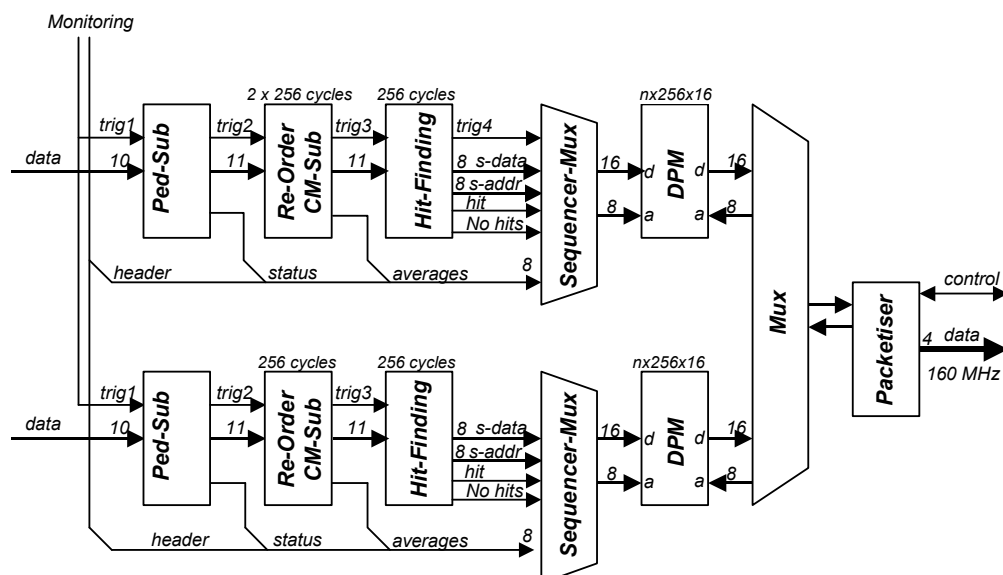 Monitoring
2 x 256 cycles
256 cycles
nx256x16
trig1
trig2
trig3
trig4
data
10
11
11
8 s-data
8 s-addr
hit
No hits
Ped-Sub
Re-Order
CM-Sub
Hit-Finding
Sequencer-Mux
16
8
d
a
DPM
d
a
16
8
header
status
averages
8
Mux
Packetiser
control
4 data
160 MHz
256 cycles
256 cycles
nx256x16
trig1
trig2
trig3
data
10
11
11
8 s-data
8 s-addr
hit
No hits
Ped-Sub
Re-Order
CM-Sub
Hit-Finding
Sequencer-Mux
16
8
d
a
DPM
d
a
16
8
header
status
averages
8